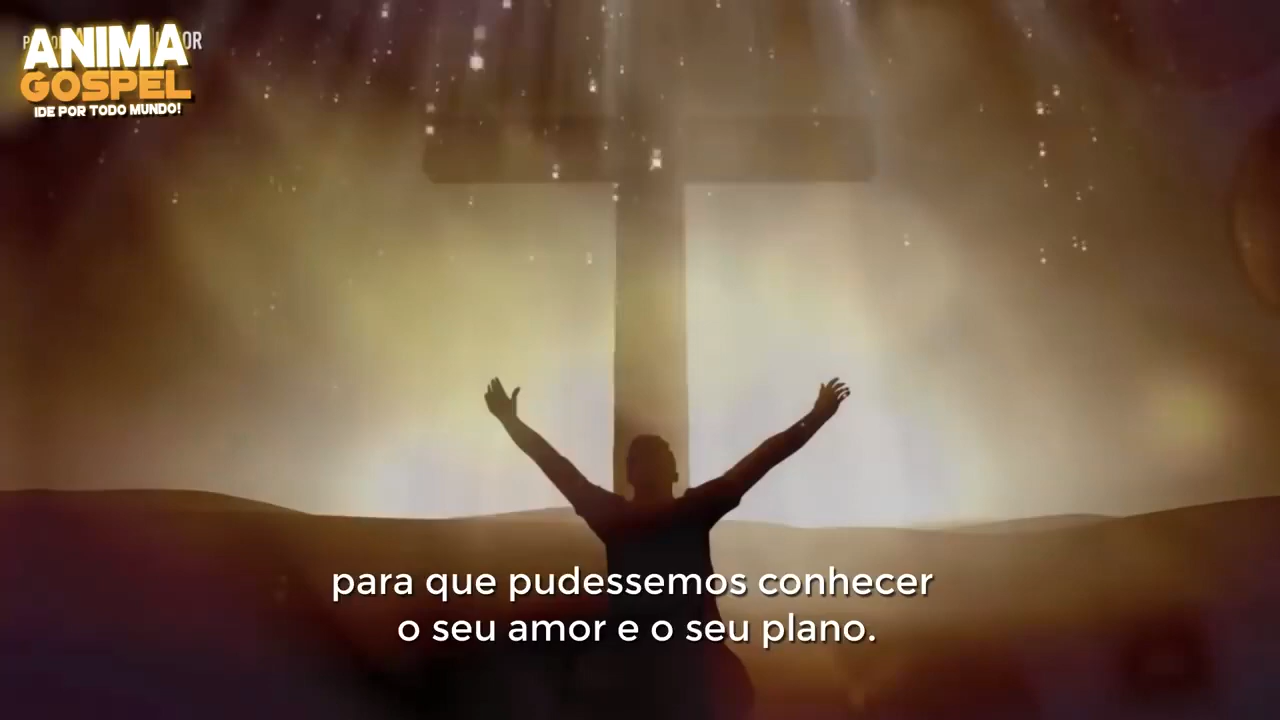 ANIMA
GOSPEL
IDE POR TODO MUNDO!
para que pudessemos conhecer
o seu amor e o seu plano.